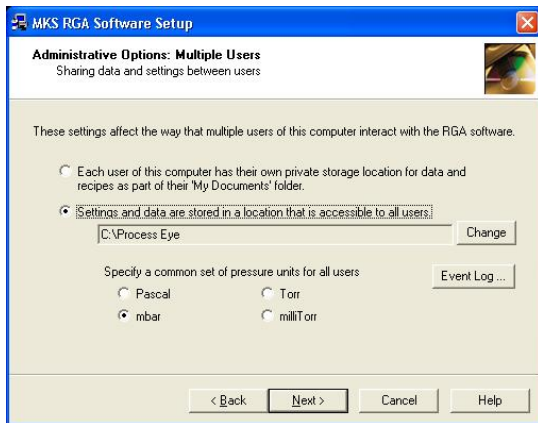 MKS RGA Software Setup
Administrative Options: Multiple Users
Sharing data and settings between users
These settings affect the way that multiple users of this computer interact with the RGA software.
Each user of this computer has their own private storage location for data and
recipes as part of their 'My Documents' folder.
Settings and data are stored in a location that is accessible to all users.
C:\Process Eye
Change
Specify a common set of pressure units for all users
Event Log ...
Pascal
Torr
mbar
milliTorr
< Back
Next >
Cancel
Help